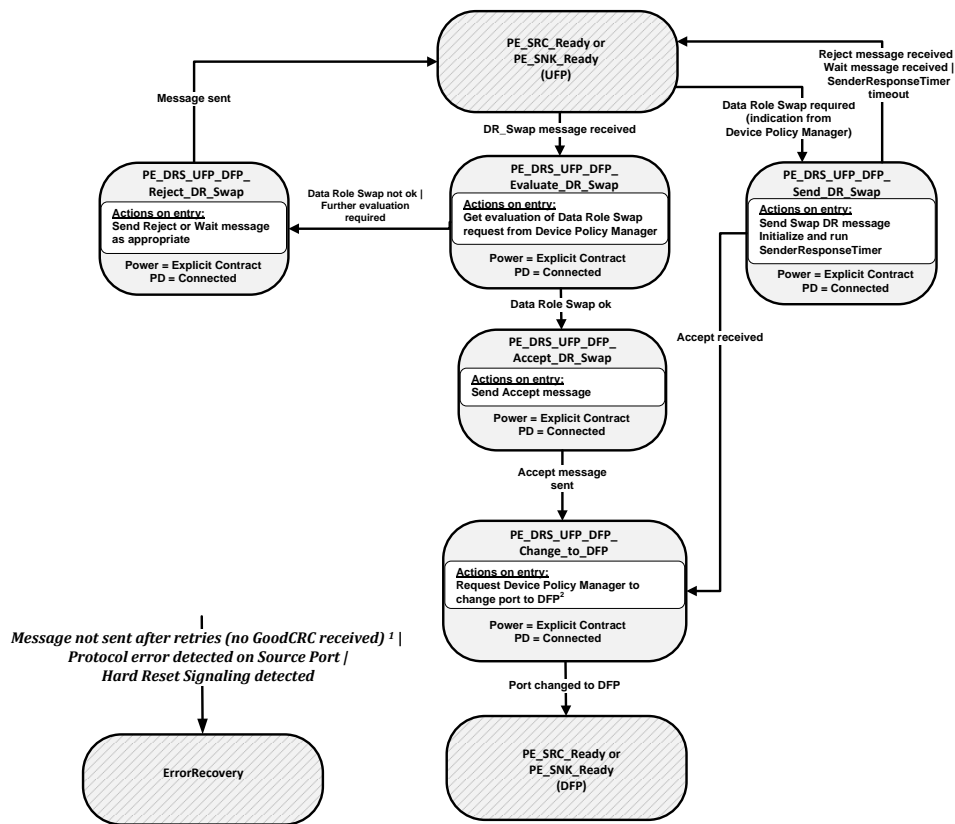 PE_SRC_Ready or
PE_SNK_Ready
(UFP)
Reject message received
Wait message received |
SenderResponseTimer
timeout
Message sent
Data Role Swap required
(indication from
Device Policy Manager)
DR_Swap message received
PE_DRS_UFP_DFP_
Reject_DR_Swap
Actions on entry:
Send Reject or Wait message
as appropriate
Power = Explicit Contract
PD = Connected
Data Role Swap not ok |
Further evaluation
required
PE_DRS_UFP_DFP_
Evaluate_DR_Swap
Actions on entry:
Get evaluation of Data Role Swap
request from Device Policy Manager
Power = Explicit Contract
PD = Connected
PE_DRS_UFP_DFP_
Send_DR_Swap
Actions on entry:
Send Swap DR message
Initialize and run
SenderResponseTimer
Power = Explicit Contract
PD = Connected
Data Role Swap ok
Accept received
PE_DRS_UFP_DFP_
Accept_DR_Swap
Actions on entry:
Send Accept message
Power = Explicit Contract
PD = Connected
Accept message
sent
PE_DRS_UFP_DFP_
Change_to_DFP
Actions on entry:
Request Device Policy Manager to
change port to DFP²
Power = Explicit Contract
PD = Connected
Message not sent after retries (no GoodCRC received) ¹ |
Protocol error detected on Source Port |
Hard Reset Signaling detected
Port changed to DFP
ErrorRecovery
PE_SRC_Ready or
PE_SNK_Ready
(DFP)